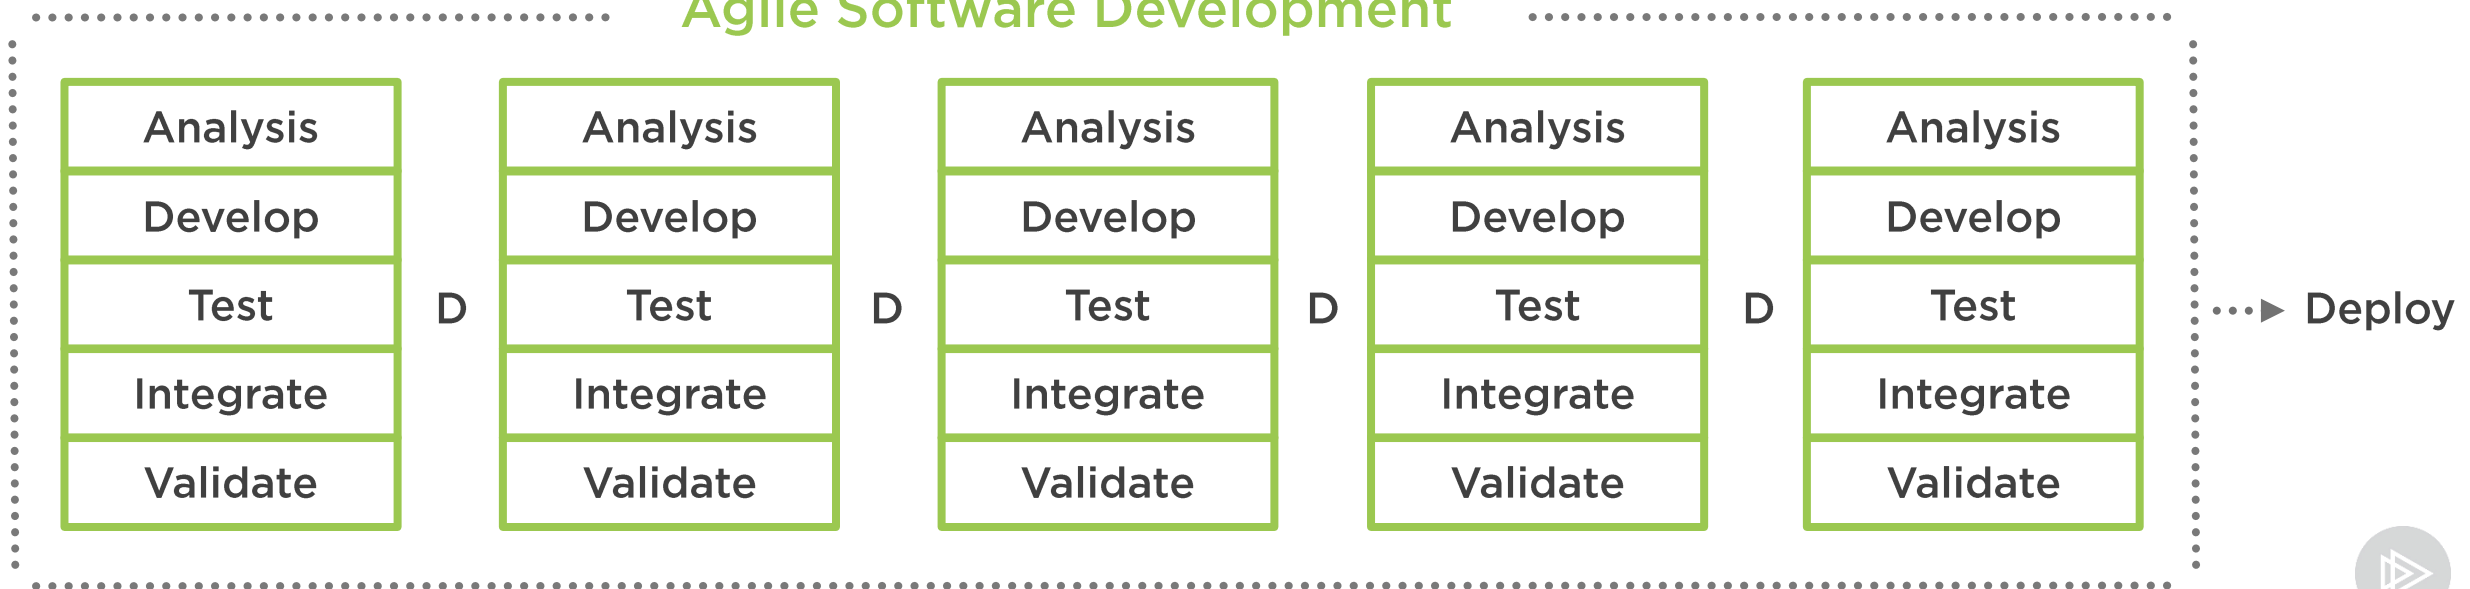 Agile Software Development
Analysis Analysis Analysis Analysis Analysis
Develop Develop Develop Develop Develop
Test D Test D Test D Test D Test Deploy
Integrate Integrate Integrate Integrate Integrate
Validate Validate Validate Validate Validate